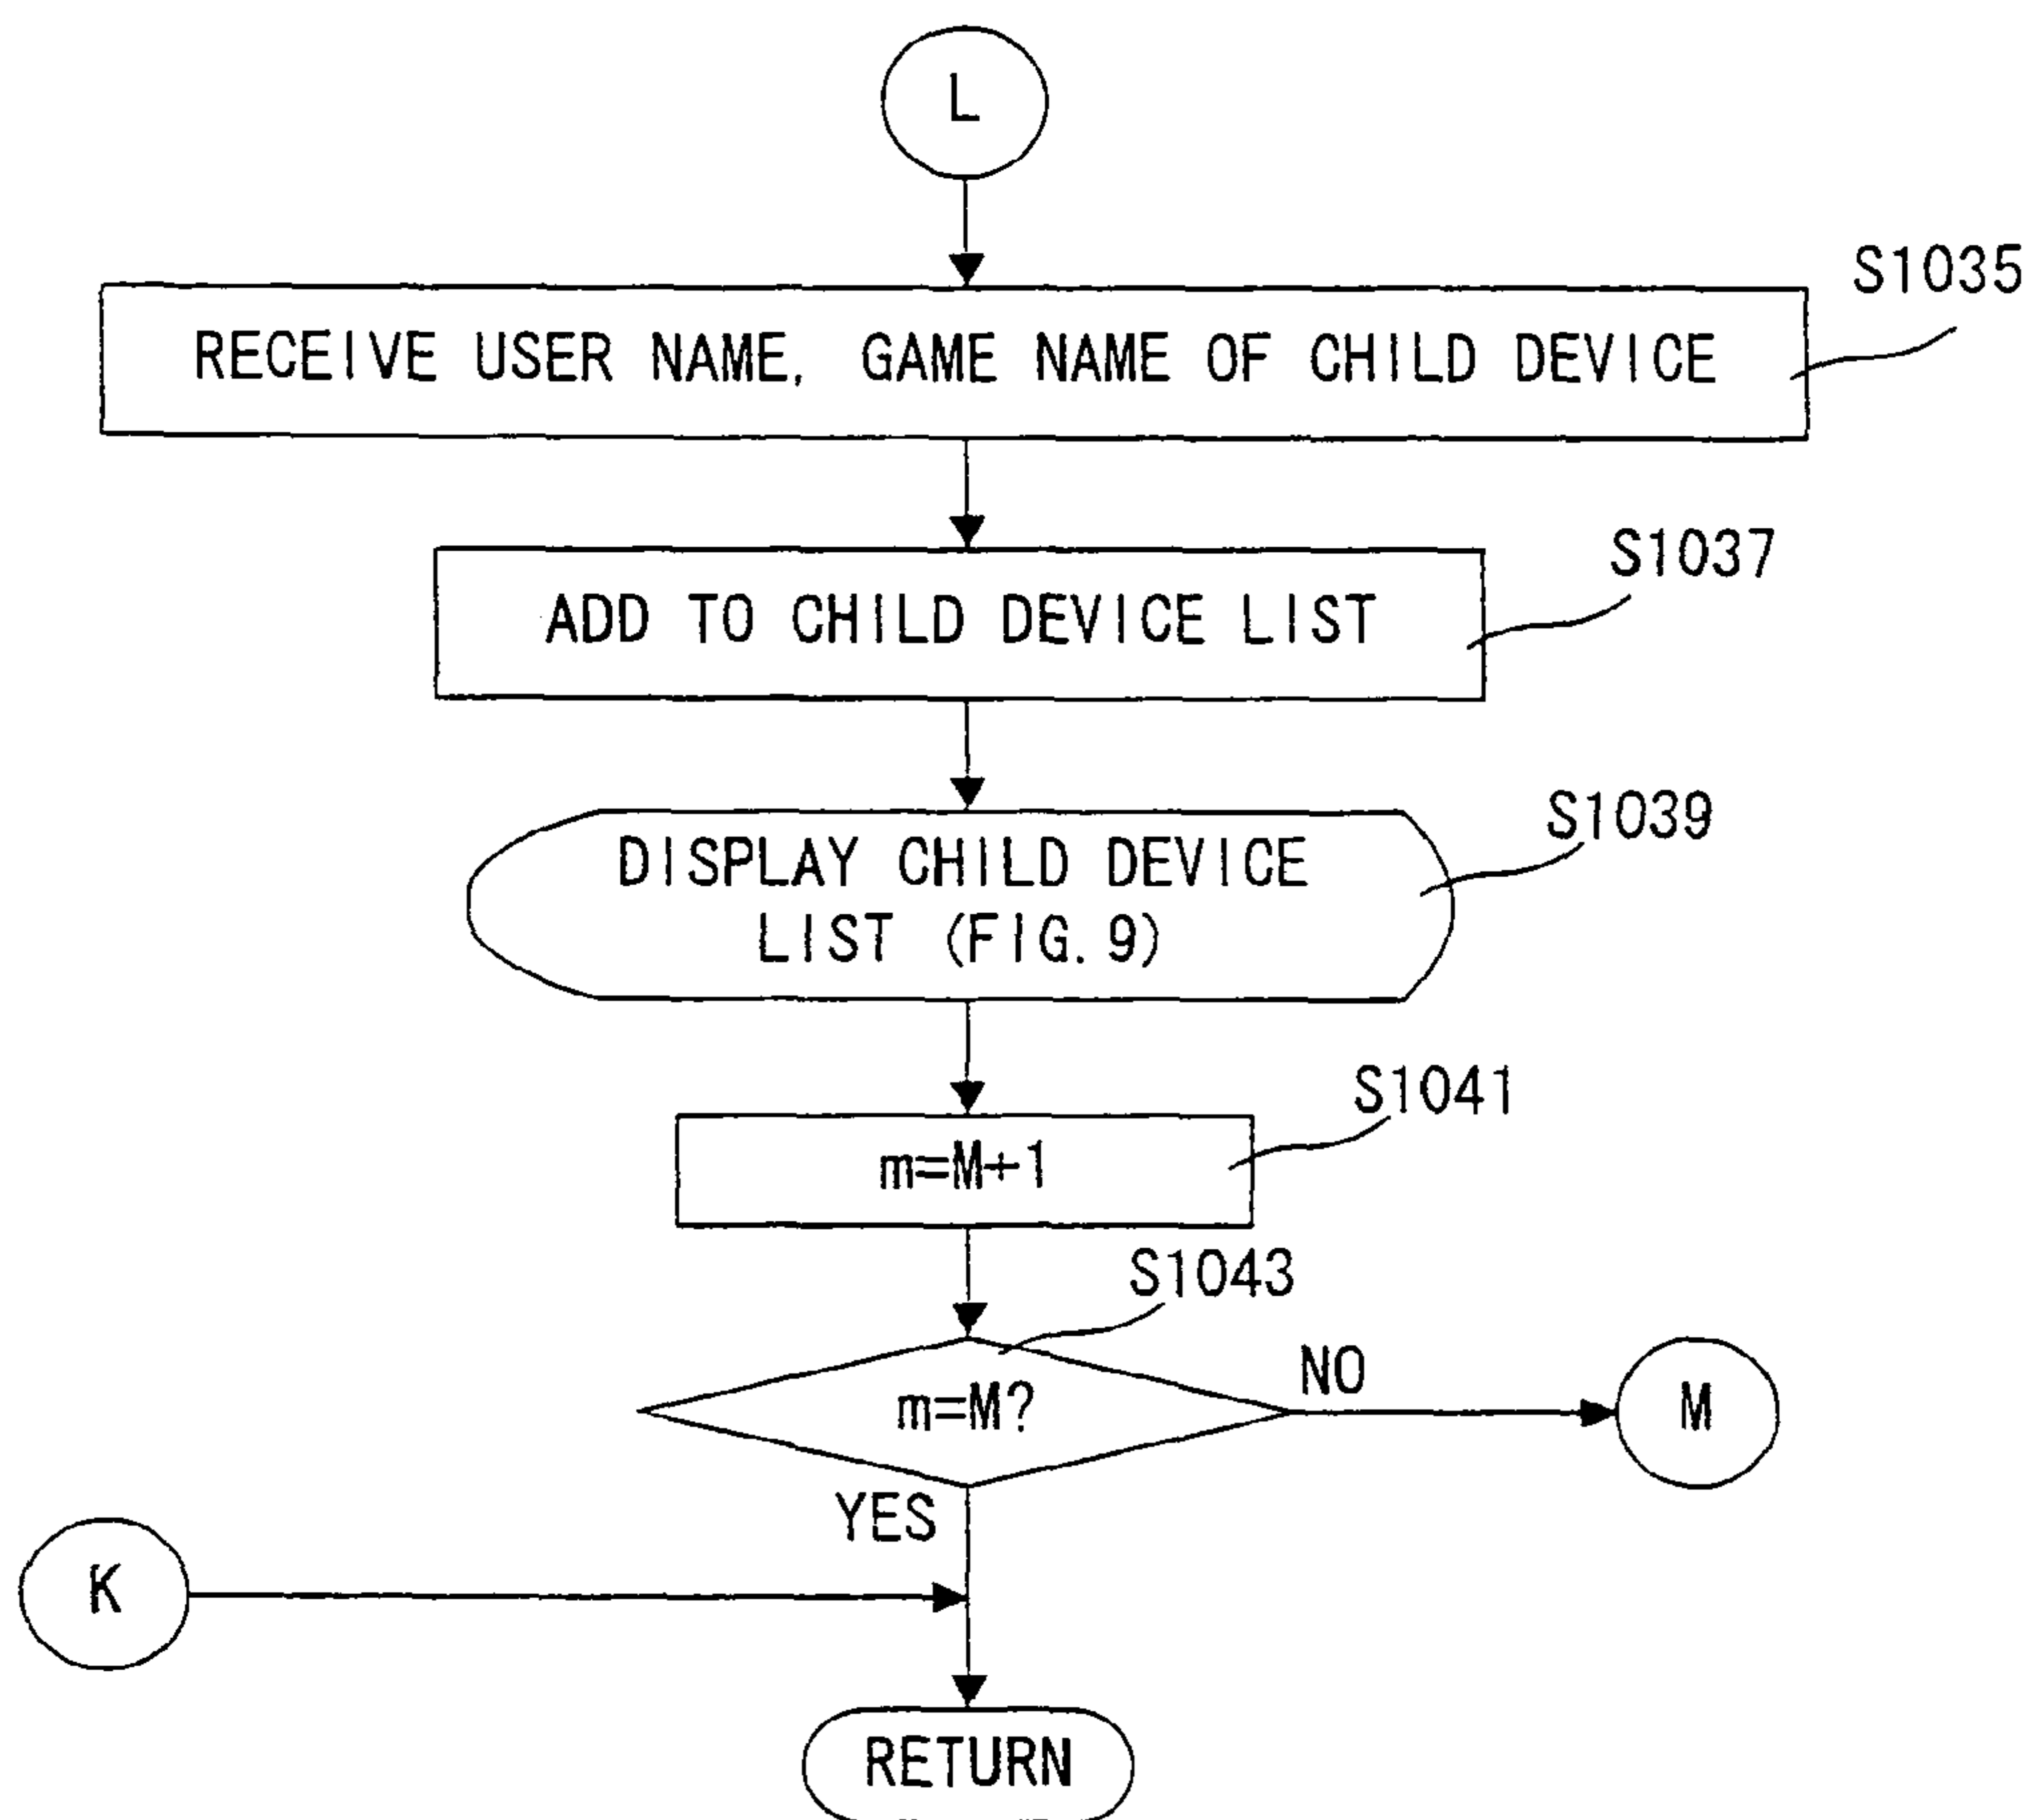 L
S1035
RECEIVE USER NAME, GAME NAME OF CHILD DEVICE
S1037
ADD TO CHILD DEVICE LIST
S1039
DISPLAY CHILD DEVICE
LIST (FIG. 9)
S1041
m=M+1
S1043
m=M?
NO
M
YES
K
RETURN